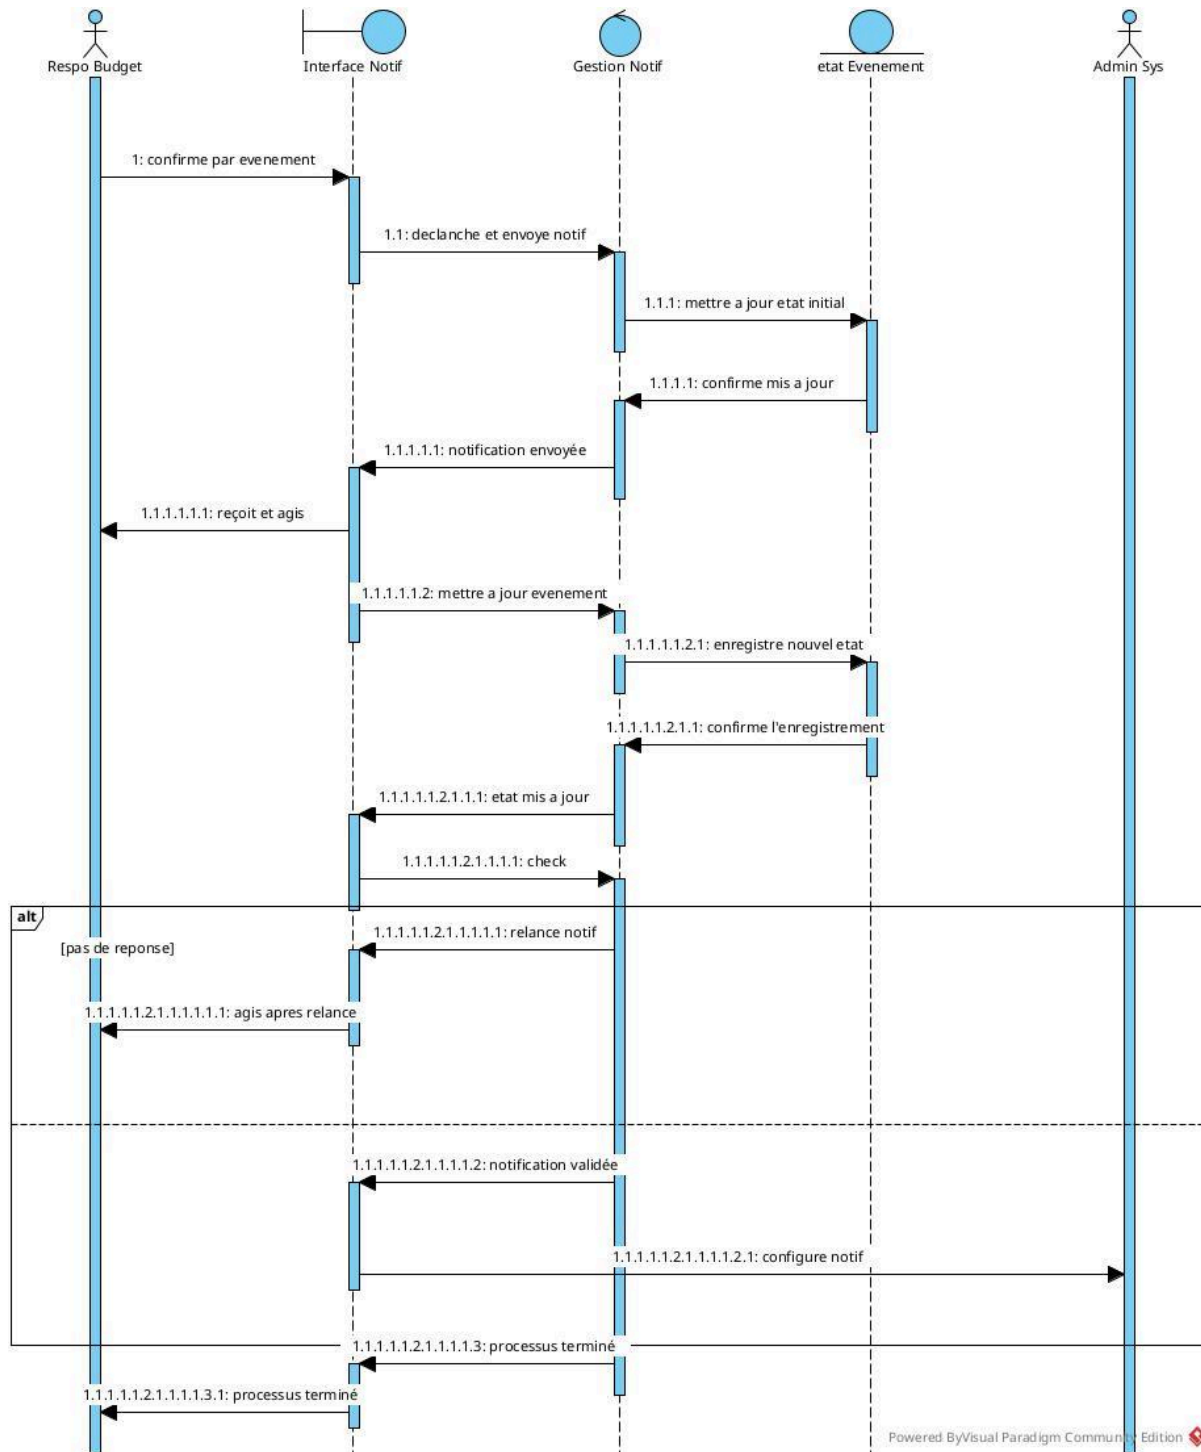 Respo Budget
Interface Notif
Gestion Notif
etat Evenement
Admin Sys
1: confirme par evenement
1.1: declanche et envoye notif
1.1.1: mettre a jour etat initial
1.1.1.1: confirme mis a jour
1.1.1.1.1: notification envoyée
1.1.1.1.1.1: reçoit et agis
1.1.1.1.1.2: mettre a jour evenement
1.1.1.1.1.2.1: enregistre nouvel etat
1.1.1.1.1.2.1.1: confirme l'enregistrement
1.1.1.1.1.2.1.1.1: etat mis a jour
1.1.1.1.1.2.1.1.1.1: check
alt
1.1.1.1.1.2.1.1.1.1.1: relance notif
[pas de reponse]
1.1.1.1.1.2.1.1.1.1.1.1: agis apres relance
1.1.1.1.1.2.1.1.1.1.2: notification validée
1.1.1.1.1.2.1.1.1.1.2.1: configure notif
1.1.1.1.1.2.1.1.1.1.3: processus terminé
1.1.1.1.1.2.1.1.1.1.3.1: processus terminé
Powered ByVisual Paradigm Community Edition